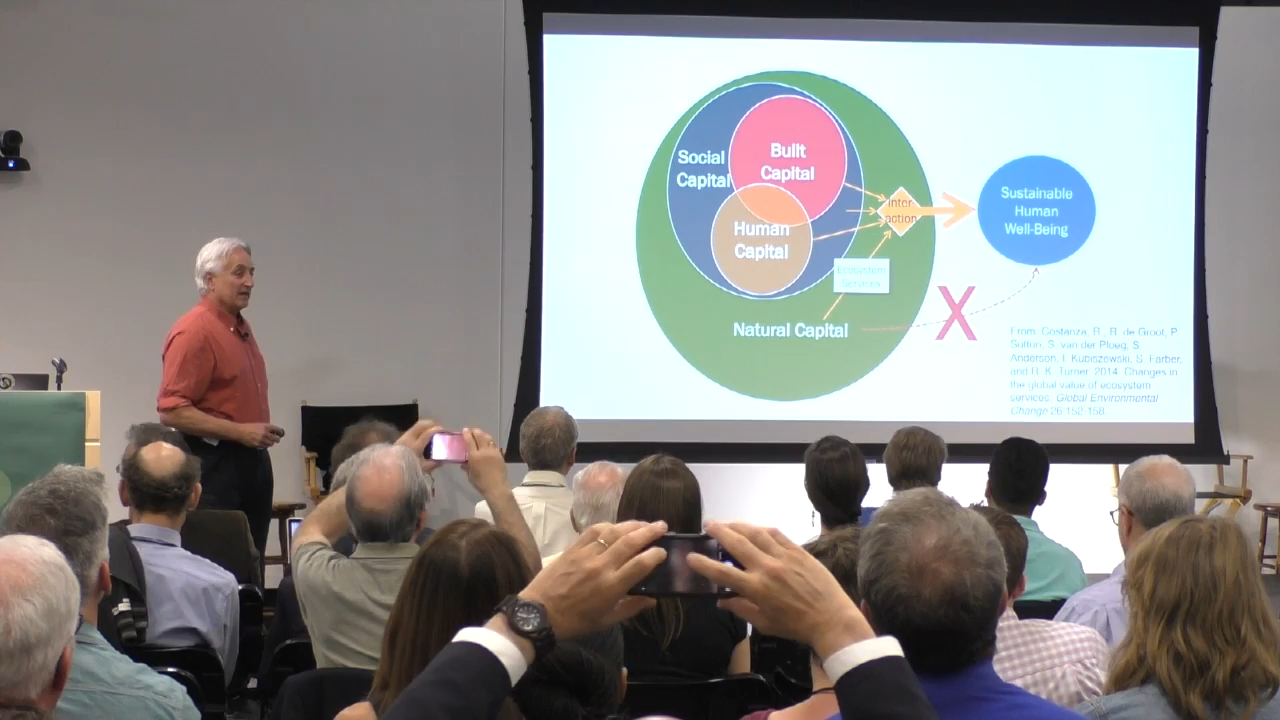 Social
Capital
Built
Capital
Human
Capital
Inter-
action
Ecosystem
Services
Natural Capital
X
Sustainable
Human
Well-Being
From: Costanza, R., R. de Groot, P.
Sutton, S. van der Ploeg, S.
Anderson, I. Kubiszewski, S. Farber,
and R. K. Turner. 2014. Changes in
the global value of ecosystem
services. Global Environmental
Change 26:152-158.